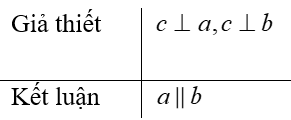 Giả thiết c ⊥ a, c ⊥ b
Kết luận a ∥ b